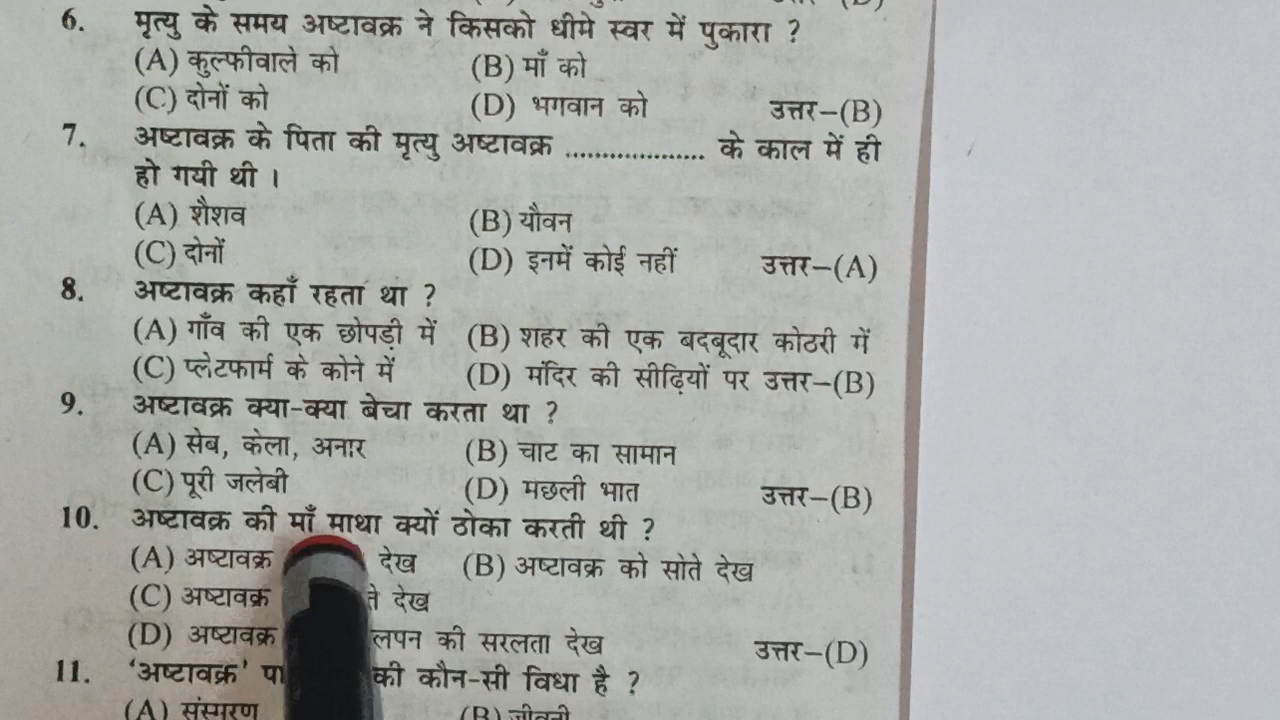 6. मृत्यु के समय अष्टावक्र ने किसको धीमे स्वर में पुकारा ?
(A) कुल्फीवाले को (B) माँ को
(C) दोनों को (D) भगवान को उत्तर–(B)
7. अष्टावक्र के पिता की मृत्यु अष्टावक्र ................... के काल में ही
हो गयी थी ।
(A) शैशव (B) यौवन
(C) दोनों (D) इनमें कोई नहीं उत्तर–(A)
8. अष्टावक्र कहाँ रहता था ?
(A) गाँव की एक छोपड़ी में (B) शहर की एक बदबूदार कोठरी में
(C) प्लेटफार्म के कोने में (D) मंदिर की सीढ़ियों पर उत्तर–(B)
9. अष्टावक्र क्या-क्या बेचा करता था ?
(A) सेब, केला, अनार (B) चाट का सामान
(C) पूरी जलेबी (D) मछली भात उत्तर–(B)
10. अष्टावक्र की माँ माथा क्यों ठोका करती थी ?
(A) अष्टावक्र देख (B) अष्टावक्र को सोते देख
(C) अष्टावक्र देख
(D) अष्टावक्र की सरलता देख उत्तर–(D)
11. 'अष्टावक्र' की कौन-सी विधा है ?
(A) संस्मरण (B) जीवनी